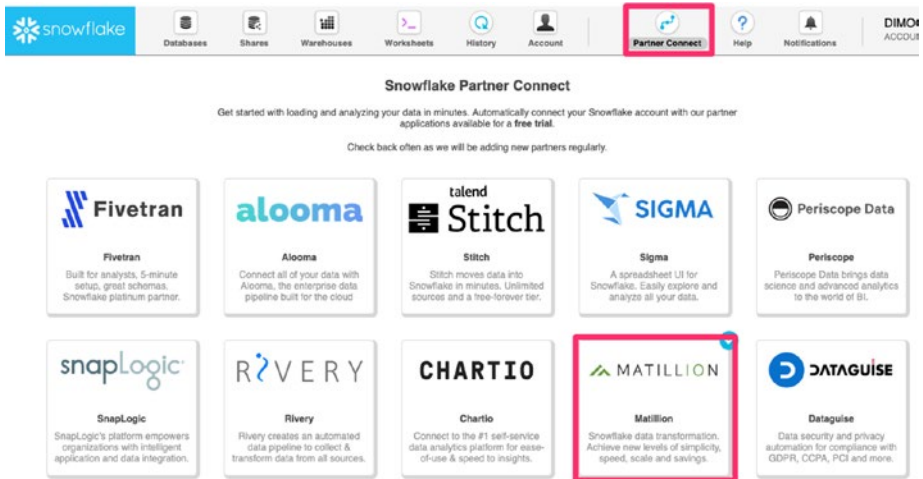 snowflake
Databases Shares Warehouses Worksheets History Account Partner Connect Help Notifications
DIMO
ACCOUN
Snowflake Partner Connect
Get started with loading and analyzing your data in minutes. Automatically connect your Snowflake account with our partner
applications available for a free trial.
Check back often as we will be adding new partners regularly.
Fivetran
Fivetran
Built for analysts, 5-minute
setup, great schemas.
Snowflake platinum partner.
alooma
Alooma
Connect all of your data with
Alooma, the enterprise data
pipeline built for the cloud
talend
Stitch
Stitch
Stitch moves data into
Snowflake in minutes. Unlimited
sources and a free-forever tier.
SIGMA
Sigma
A spreadsheet UI for
Snowflake. Easily explore and
analyze all your data.
Periscope Data
Periscope
Periscope Data brings data
science and advanced analytics
to the world of BI.
snapLogic
SnapLogic
SnapLogic's platform empowers
organizations with intelligent
application and data integration.
RIVERY
Rivery
Rivery creates an automated
data pipeline to collect &
transform data from all sources.
CHARTIO
Chartio
Connect to the #1 self-service
data analytics platform for ease-
of-use & speed to insights.
MATILLION
Matillion
Snowflake data transformation.
Achieve new levels of simplicity,
speed, scale and savings.
DATAGUISE
Dataguise
Data security and privacy
automation for compliance with
GDPR, CCPA, PCI and more.